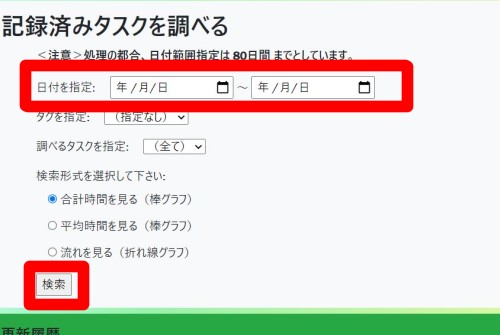 記録済みタスクを調べる
＜注意＞処理の都合、日付範囲指定は 80日間 までとしています。
日付を指定: 年 /月/日 ～ 年 /月/日
タグを指定: （指定なし）
調べるタスクを指定: （全て）
検索形式を選択して下さい:
合計時間を見る（棒グラフ）
平均時間を見る（棒グラフ）
流れを見る（折れ線グラフ）
検索
更新履歴